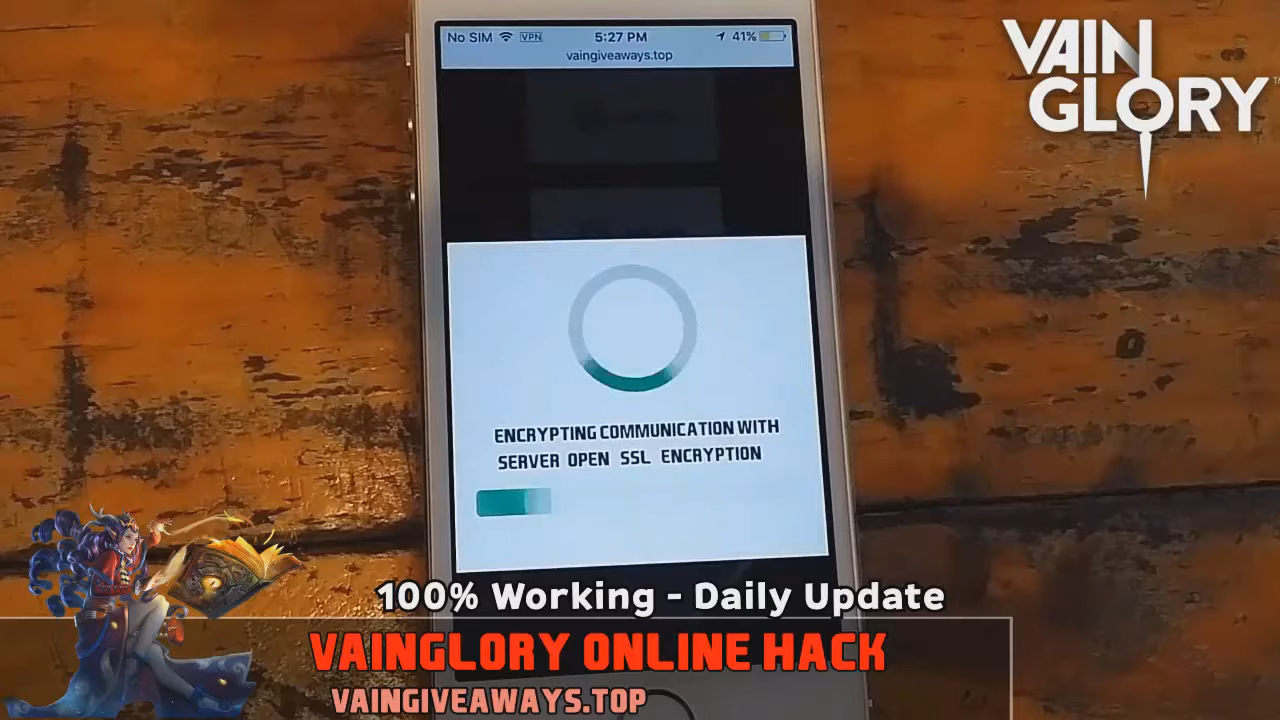 No SIM VPN 5:27 PM 41%
vaingiveaways.top
VAIN
GLORY™
ENCRYPTING COMMUNICATION WITH
SERVER OPEN SSL ENCRYPTION
100% Working - Daily Update
VAINGLORY ONLINE HACK
VAINGIVEAWAYS.TOP